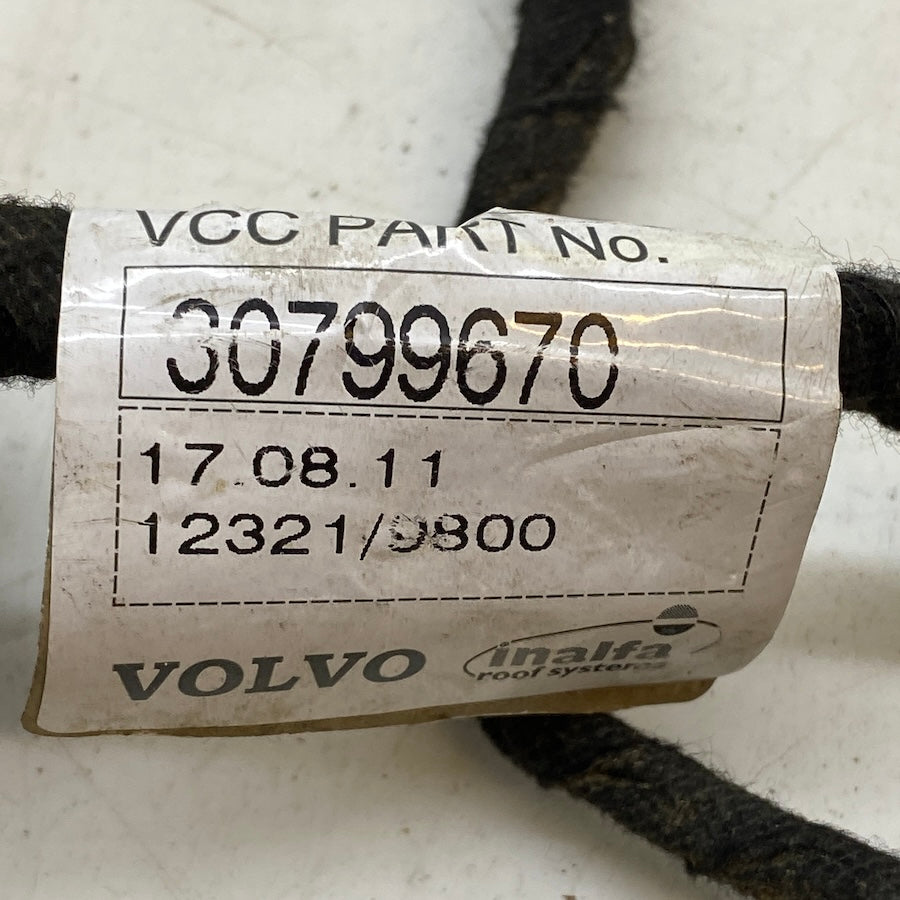 VCC PART No.
30799670
17.08.11
12321/9800
VOLVO
inalfa
roof systems